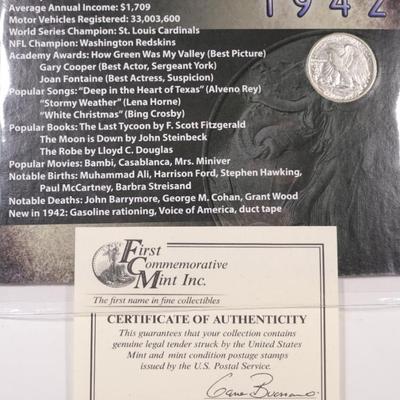 Average Annual Income: $1,709
1942
Motor Vehicles Registered: 33,003,600
World Series Champion: St. Louis Cardinals
NFL Champion: Washington Redskins
Academy Awards: How Green Was My Valley (Best Picture)
Gary Cooper (Best Actor, Sergeant York)
Joan Fontaine (Best Actress, Suspicion)
Popular Songs: "Deep in the Heart of Texas" (Alveno Rey)
"Stormy Weather" (Lena Horne)
"White Christmas" (Bing Crosby)
Popular Books: The Last Tycoon by F. Scott Fitzgerald
The Moon is Down by John Steinbeck
The Robe by Lloyd C. Douglas
Popular Movies: Bambi, Casablanca, Mrs. Miniver
Notable Births: Muhammad Ali, Harrison Ford, Stephen Hawking,
Paul McCartney, Barbra Streisand
Notable Deaths: John Barrymore, George M. Cohan, Grant Wood
New in 1942: Gasoline rationing, Voice of America, duct tape
First
Commemorative
Mint Inc.
The first name in fine collectibles
CERTIFICATE OF AUTHENTICITY
This guarantees that your collection contains
genuine legal tender struck by the United States
Mint and mint condition postage stamps
issued by the U.S. Postal Service.